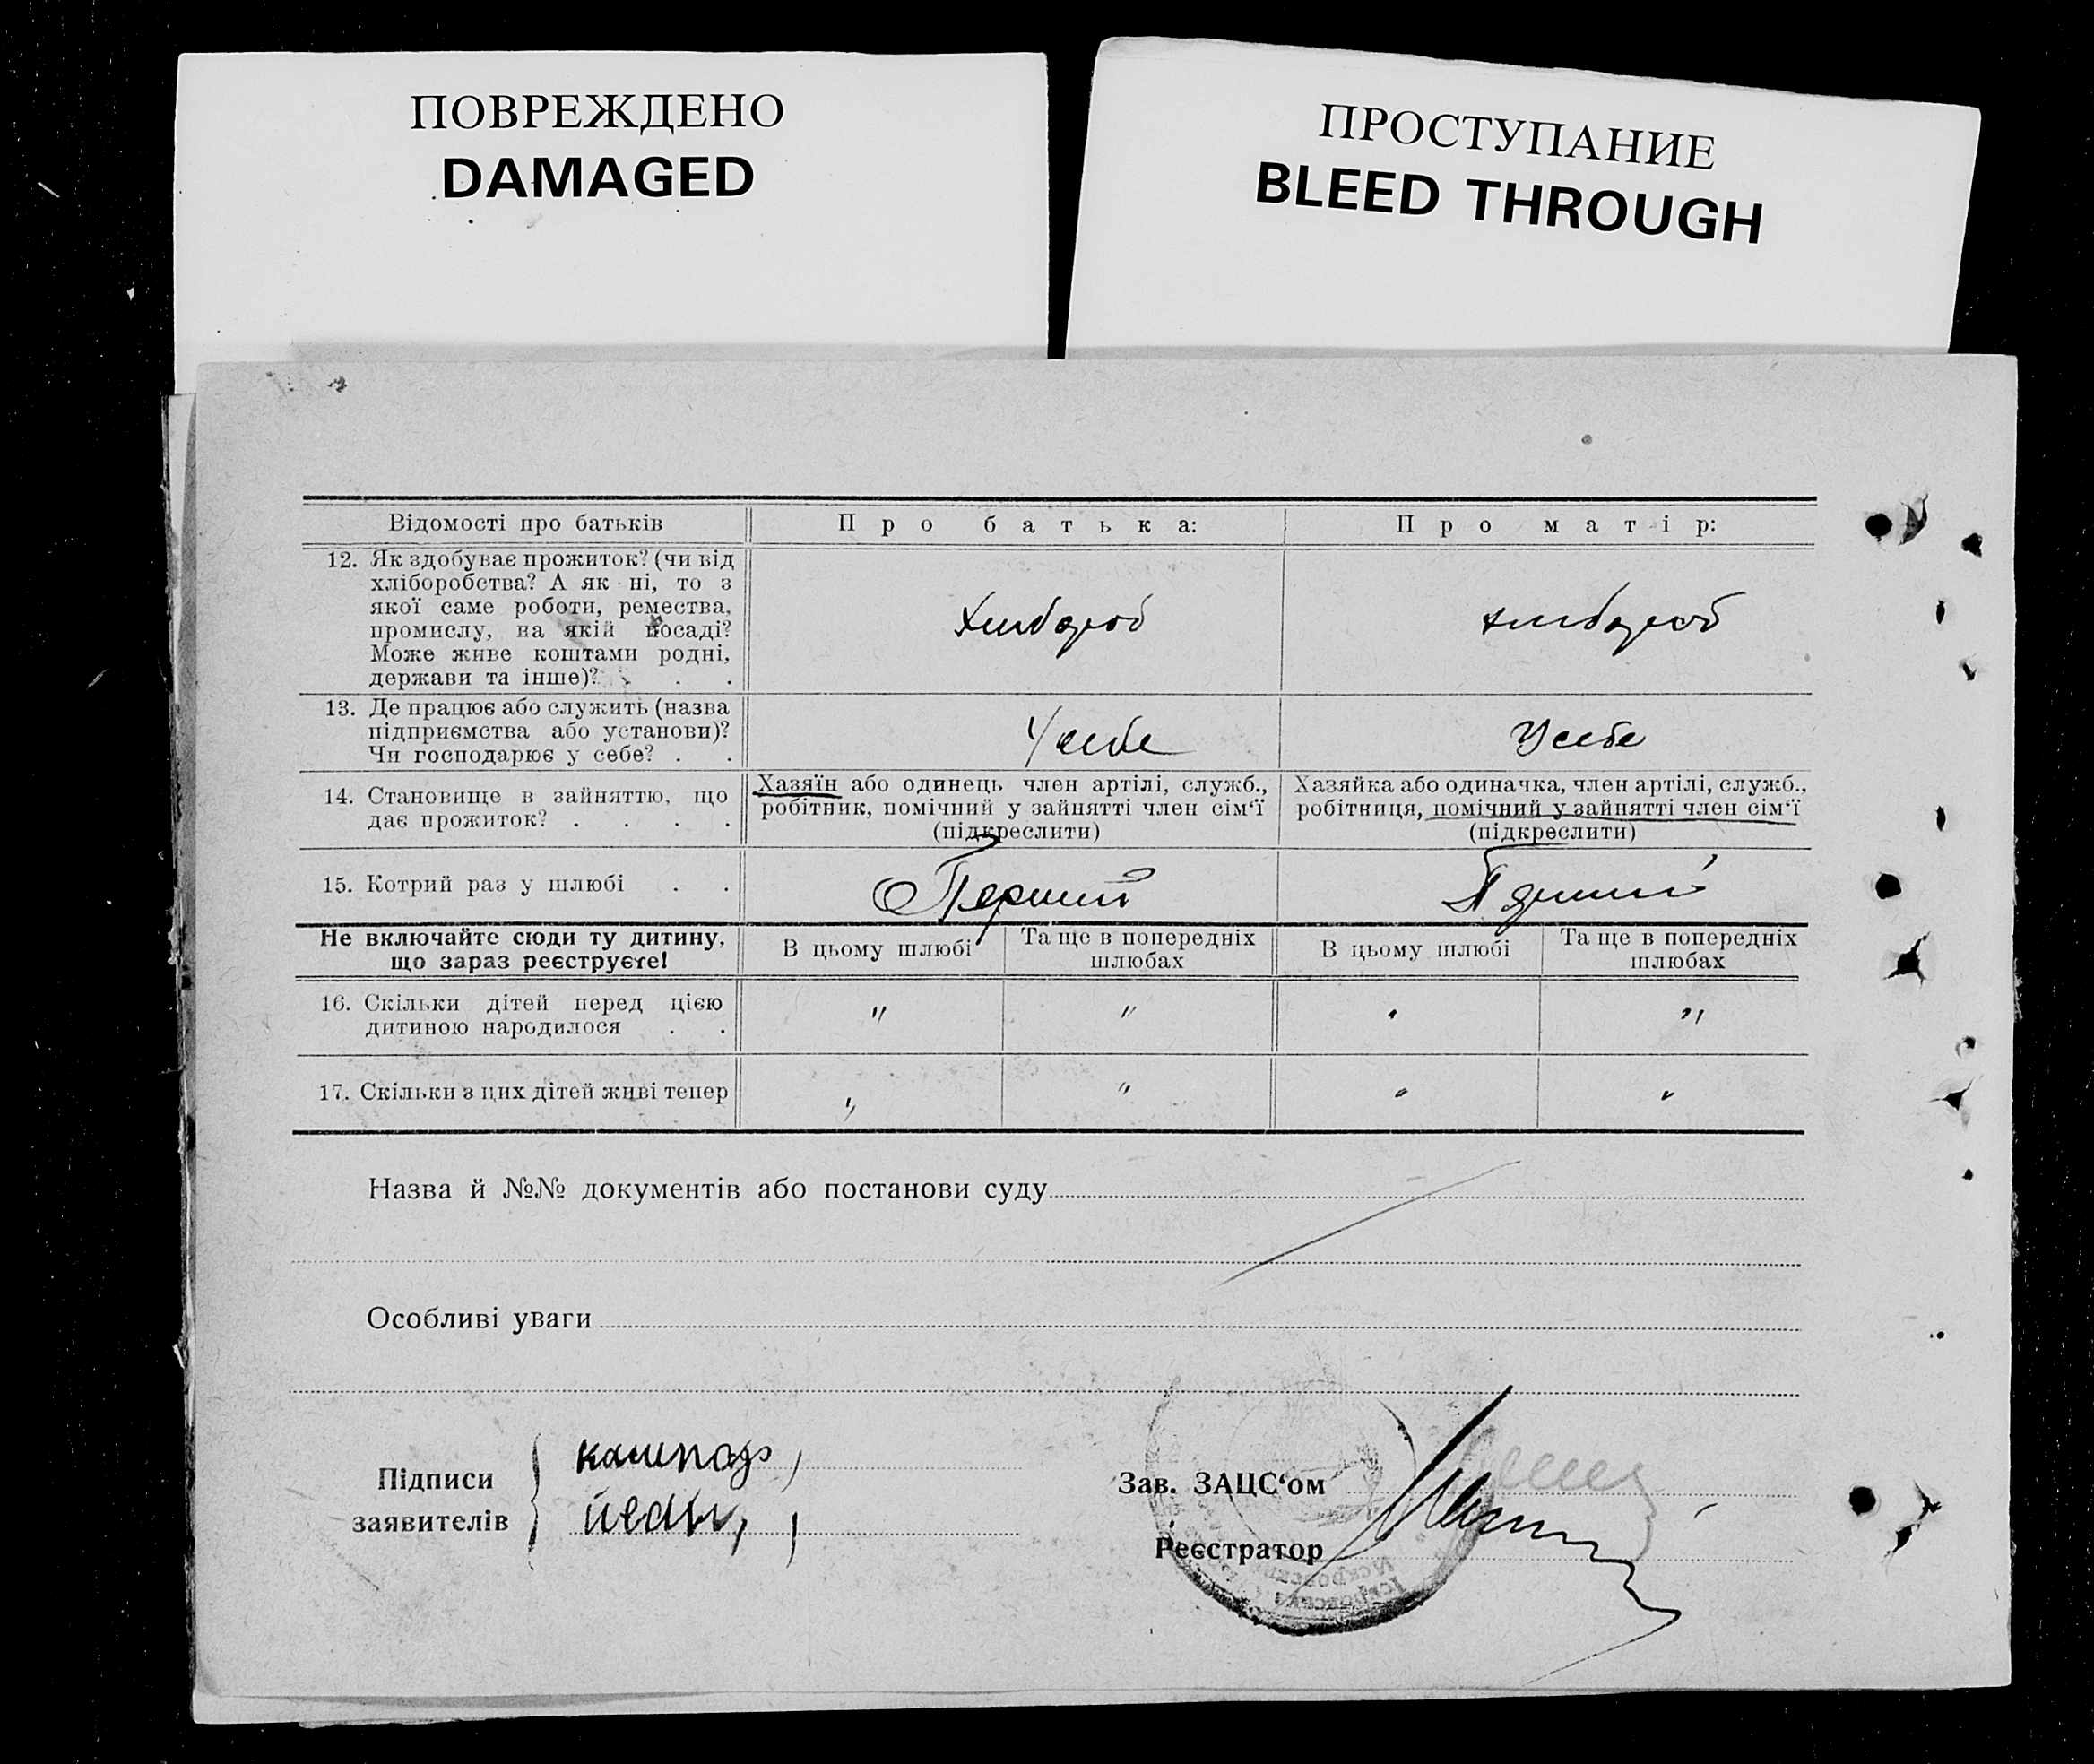 ПОВРЕЖДЕНО
DAMAGED
ПРОСТУПАНИЕ
BLEED THROUGH
Відомості про батьків
Про батька:
Про матір:
12. Як здобуває прожиток? (чи від
хліборобства? А як ні, то з
якої саме роботи, ремества,
промислу, на якій посаді?
Може живе коштами родні,
держави та інше)? . . .
Хлибороб
хлибороб
13. Де працює або служить (назва
підприємства або установи)?
Чи господарює у себе? . .
У себе
У себе
14. Становище в зайняттю, що
дає прожиток? . . . .
Хазяїн або одинець член артілі, служб.,
робітник, помічний у зайнятті член сім'ї
(підкреслити)
Хазяйка або одиначка, член артілі, служб.,
робітниця, помічний у зайнятті член сім'ї
(підкреслити)
15. Котрий раз у шлюбі . .
Перший
Перший
Не включайте сюди ту дитину,
що зараз реєструєте!
В цьому шлюбі
Та ще в попередніх
шлюбах
В цьому шлюбі
Та ще в попередніх
шлюбах
16. Скільки дітей перед цією
дитиною народилося . .
" " " "
17. Скільки з цих дітей живі тепер
" " " "
Назва й №№ документів або постанови суду
Особливі уваги
Підписи
заявителів
Зав. ЗАЦС'ом
Реєстратор